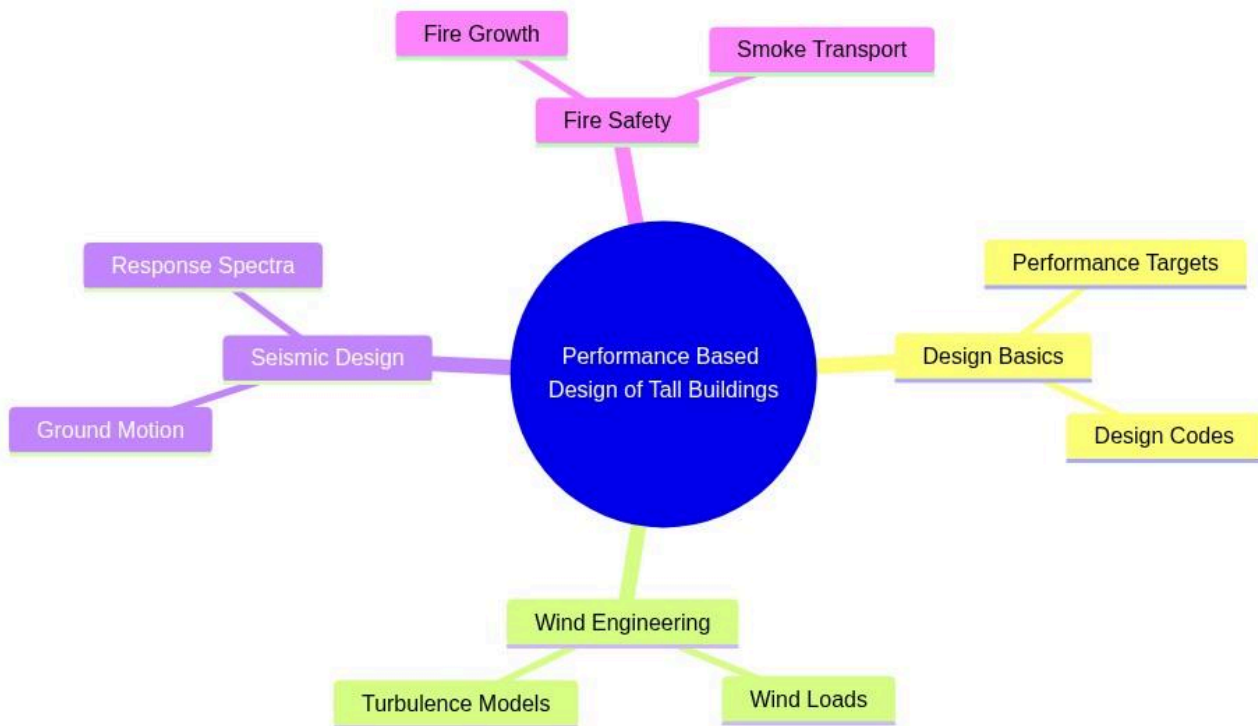 Fire Growth
Smoke Transport
Fire Safety
Response Spectra
Performance Targets
Seismic Design
Performance Based
Design of Tall Buildings
Design Basics
Ground Motion
Design Codes
Wind Engineering
Turbulence Models
Wind Loads